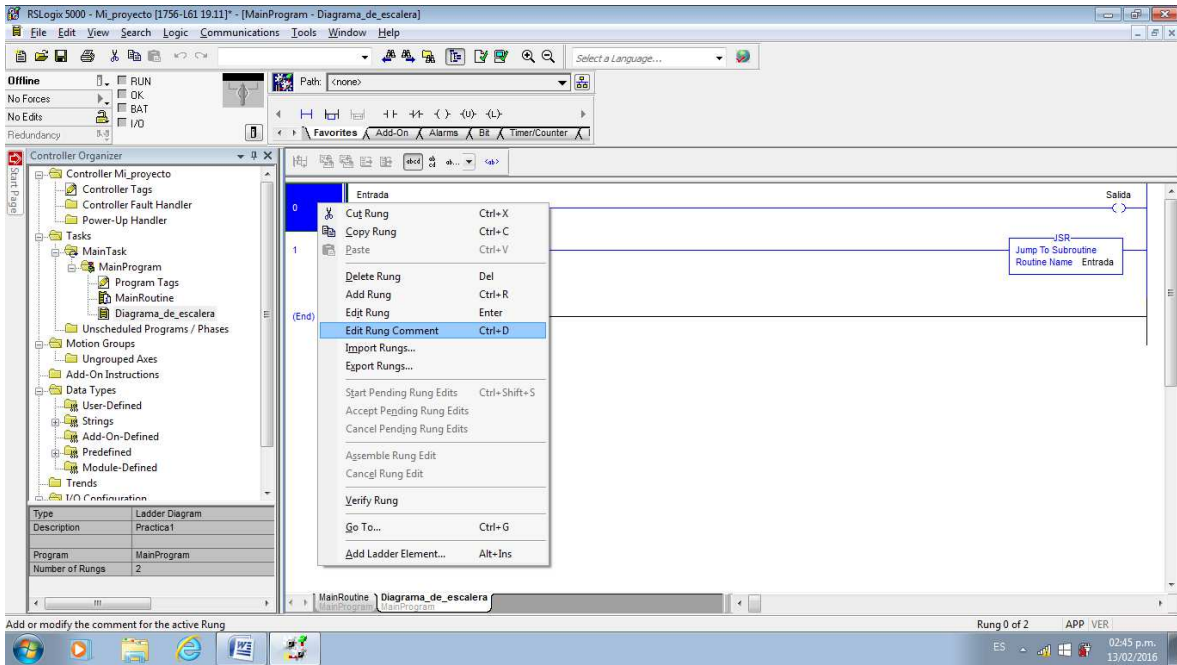 RSLogix 5000 - Mi_proyecto [1756-L61 19.11]* - [MainProgram - Diagrama_de_escalera]
File Edit View Search Logic Communications Tools Window Help
Select a Language...
Offline
RUN
No Forces
OK
No Edits
BAT
Redundancy
I/O
Path: <none>
Favorites Add-On Alarms Bit Timer/Counter
Start Page
Controller Organizer
Controller Mi_proyecto
Controller Tags
Controller Fault Handler
Power-Up Handler
Tasks
MainTask
MainProgram
Program Tags
MainRoutine
Diagrama_de_escalera
Unscheduled Programs / Phases
Motion Groups
Ungrouped Axes
Add-On Instructions
Data Types
User-Defined
Strings
Add-On-Defined
Predefined
Module-Defined
Trends
I/O Configuration
Type Ladder Diagram
Description Practica1
Program MainProgram
Number of Rungs 2
Entrada
Salida
0
1
(End)
JSR
Jump To Subroutine
Routine Name Entrada
Cut Rung Ctrl+X
Copy Rung Ctrl+C
Paste Ctrl+V
Delete Rung Del
Add Rung Ctrl+R
Edit Rung Enter
Edit Rung Comment Ctrl+D
Import Rungs...
Export Rungs...
Start Pending Rung Edits Ctrl+Shift+S
Accept Pending Rung Edits
Cancel Pending Rung Edits
Assemble Rung Edit
Cancel Rung Edit
Verify Rung
Go To... Ctrl+G
Add Ladder Element... Alt+Ins
MainRoutine Diagrama_de_escalera
MainProgram MainProgram
Add or modify the comment for the active Rung
Rung 0 of 2 APP VER
ES
02:45 p.m.
13/02/2016